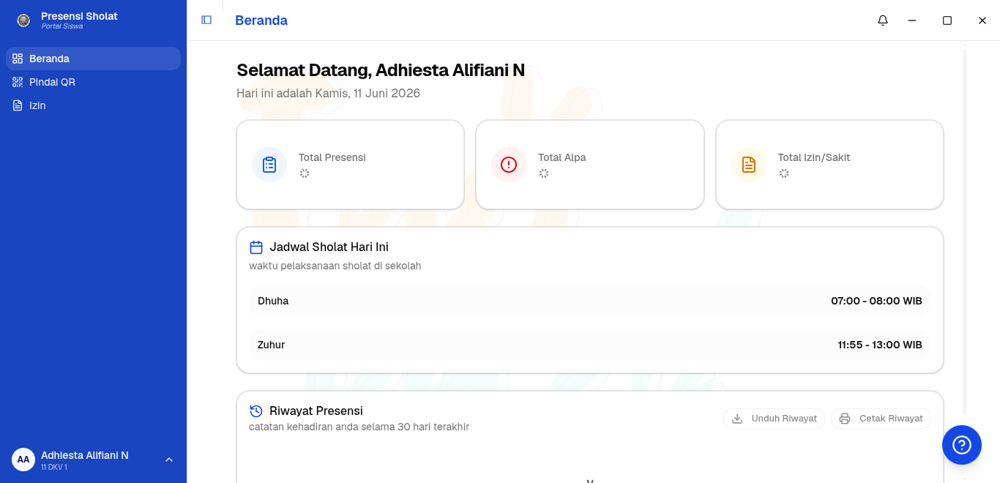 Presensi Sholat
Portal Siswa
Beranda
Pindai QR
Izin
Adhiesta Alifiani N
11 DKV 1
AA
Beranda
Selamat Datang, Adhiesta Alifiani N
Hari ini adalah Kamis, 11 Juni 2026
Total Presensi
Total Alpa
Total Izin/Sakit
Jadwal Sholat Hari Ini
waktu pelaksanaan sholat di sekolah
Dhuha 07:00 - 08:00 WIB
Zuhur 11:55 - 13:00 WIB
Riwayat Presensi
catatan kehadiran anda selama 30 hari terakhir
Unduh Riwayat
Cetak Riwayat